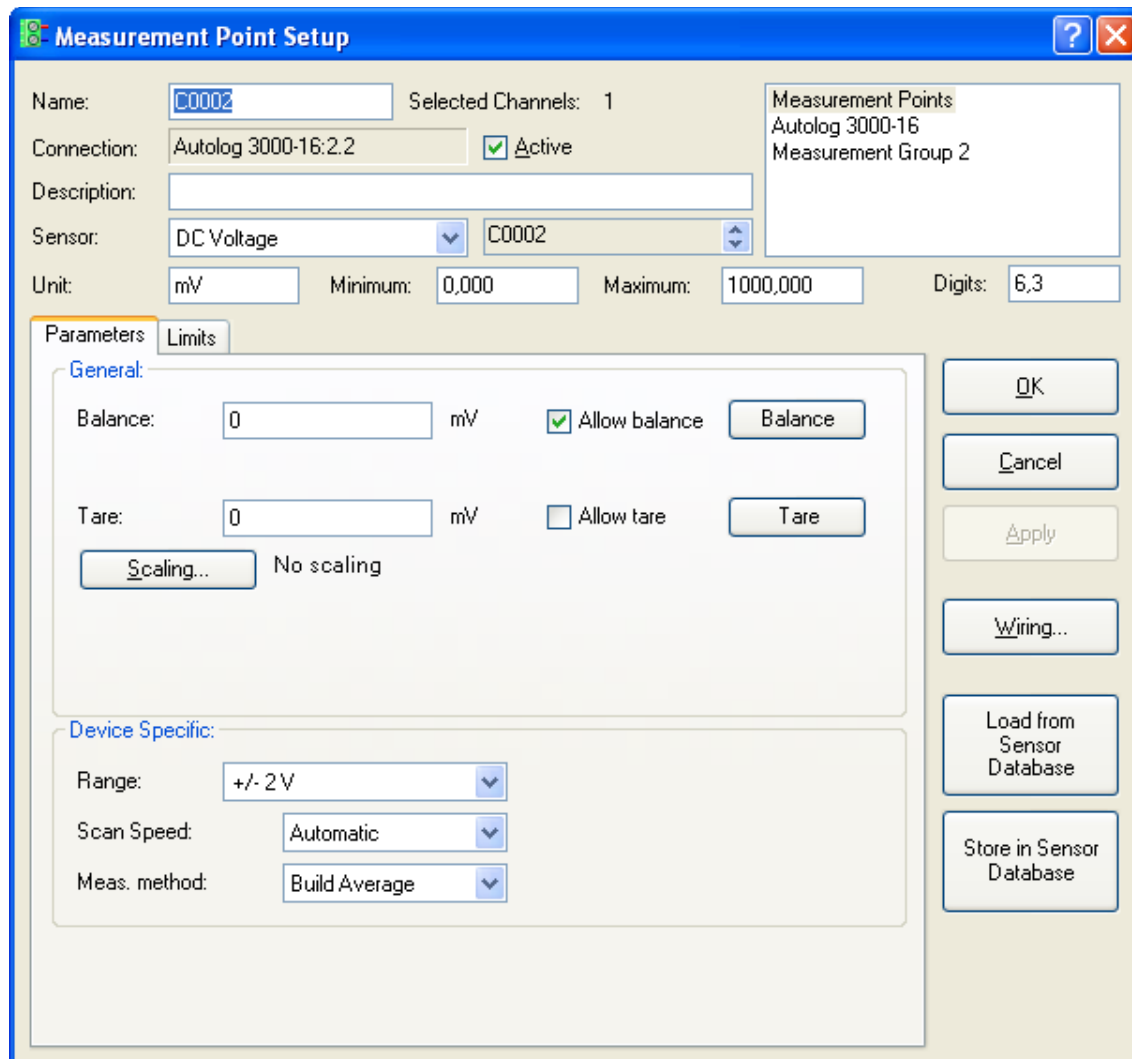 Measurement Point Setup
Name: C0002 Selected Channels: 1
Connection: Autolog 3000-16:2.2 Active
Description:
Sensor: DC Voltage C0002
Measurement Points
Autolog 3000-16
Measurement Group 2
Unit: mV Minimum: 0,000 Maximum: 1000,000 Digits: 6,3
Parameters Limits
General:
Balance: 0 mV Allow balance Balance
Tare: 0 mV Allow tare Tare
Scaling... No scaling
Device Specific:
Range: +/- 2 V
Scan Speed: Automatic
Meas. method: Build Average
OK
Cancel
Apply
Wiring...
Load from
Sensor
Database
Store in Sensor
Database